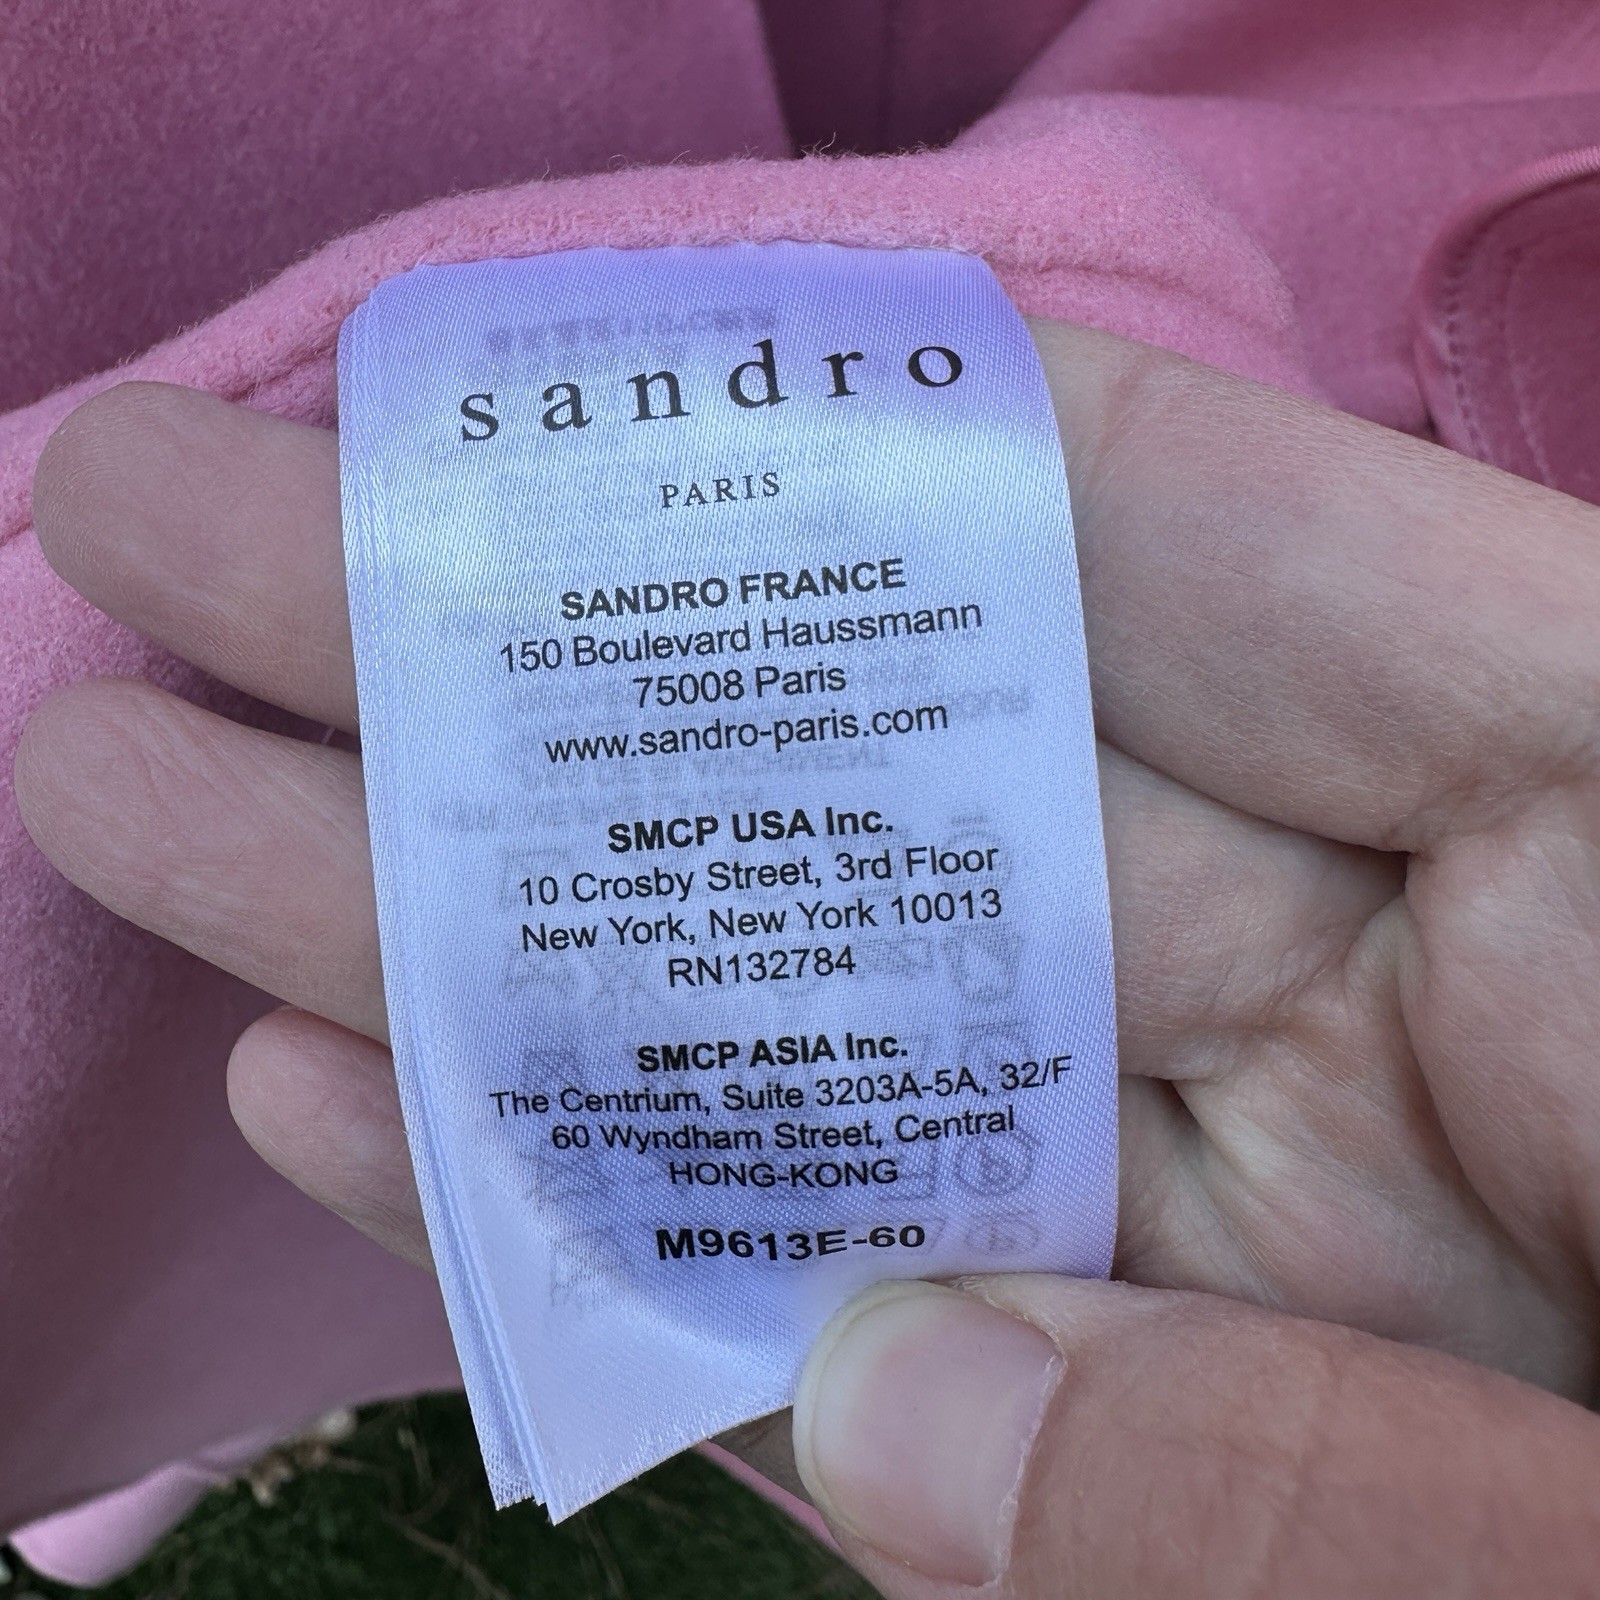 sandro
PARIS
SANDRO FRANCE
150 Boulevard Haussmann
75008 Paris
www.sandro-paris.com
SMCP USA Inc.
10 Crosby Street, 3rd Floor
New York, New York 10013
RN132784
SMCP ASIA Inc.
The Centrium, Suite 3203A-5A, 32/F
60 Wyndham Street, Central
HONG-KONG
M9613E-60